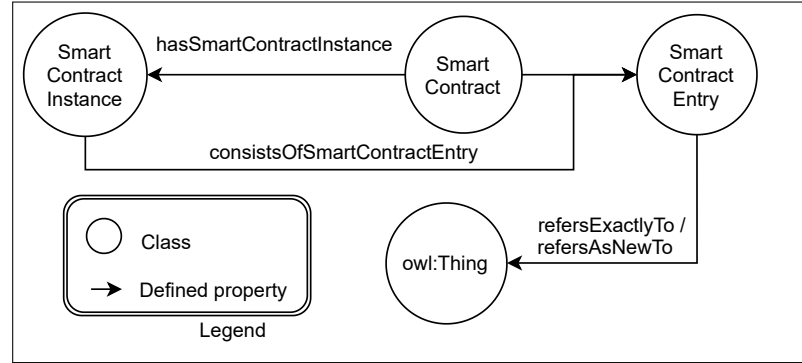 Smart
Contract
Instance
hasSmartContractInstance
Smart
Contract
Smart
Contract
Entry
consistsOfSmartContractEntry
refersExactlyTo /
refersAsNewTo
owl:Thing
Class
Defined property
Legend